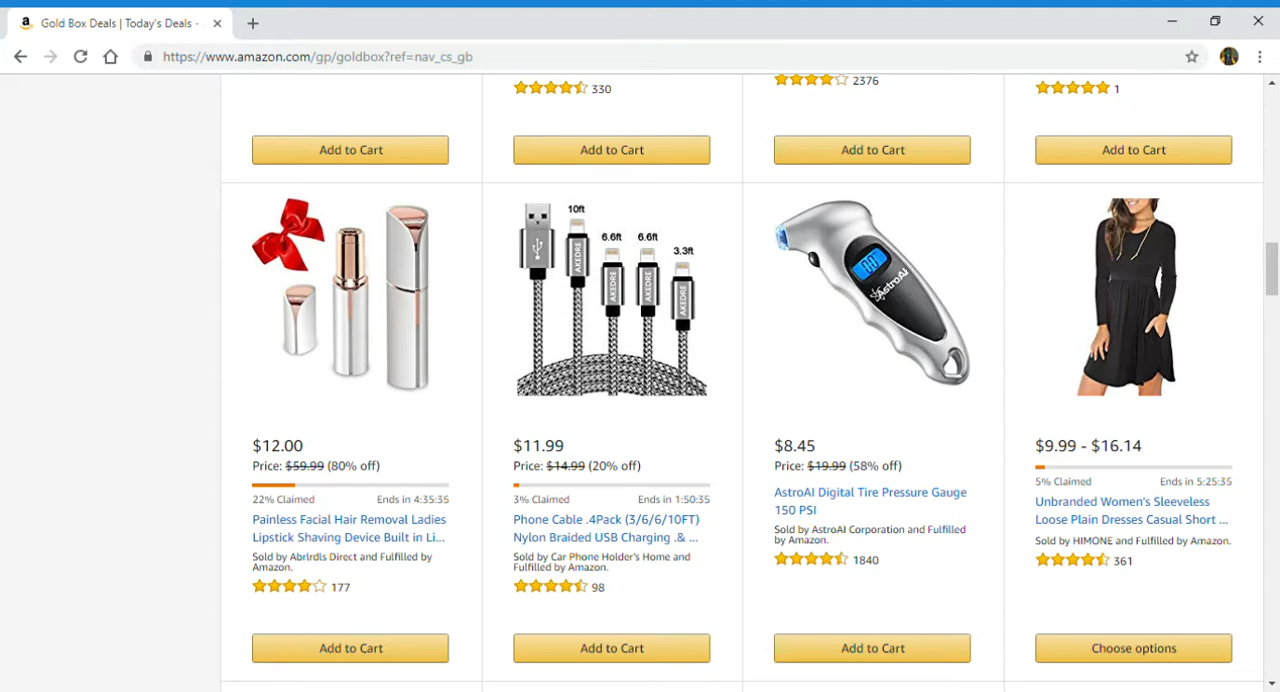 a Gold Box Deals | Today's Deals -
https://www.amazon.com/gp/goldbox?ref=nav_cs_gb
330
2376
1
Add to Cart
Add to Cart
Add to Cart
Add to Cart
10ft
6.6ft
6.6ft
3.3ft
AKEDRE
AKEDRE
AKEDRE
AKEDRE
0.0
AstroAI
$12.00
Price: $59.99 (80% off)
22% Claimed
Ends in 4:35:35
Painless Facial Hair Removal Ladies
Lipstick Shaving Device Built in Li...
Sold by Abrlrdls Direct and Fulfilled by
Amazon.
177
Add to Cart
$11.99
Price: $14.99 (20% off)
3% Claimed
Ends in 1:50:35
Phone Cable .4Pack (3/6/6/10FT)
Nylon Braided USB Charging .& ...
Sold by Car Phone Holder's Home and
Fulfilled by Amazon.
98
Add to Cart
$8.45
Price: $19.99 (58% off)
AstroAI Digital Tire Pressure Gauge
150 PSI
Sold by AstroAI Corporation and Fulfilled
by Amazon.
1840
Add to Cart
$9.99 - $16.14
5% Claimed
Ends in 5:25:35
Unbranded Women's Sleeveless
Loose Plain Dresses Casual Short ...
Sold by HIMONE and Fulfilled by Amazon.
361
Choose options